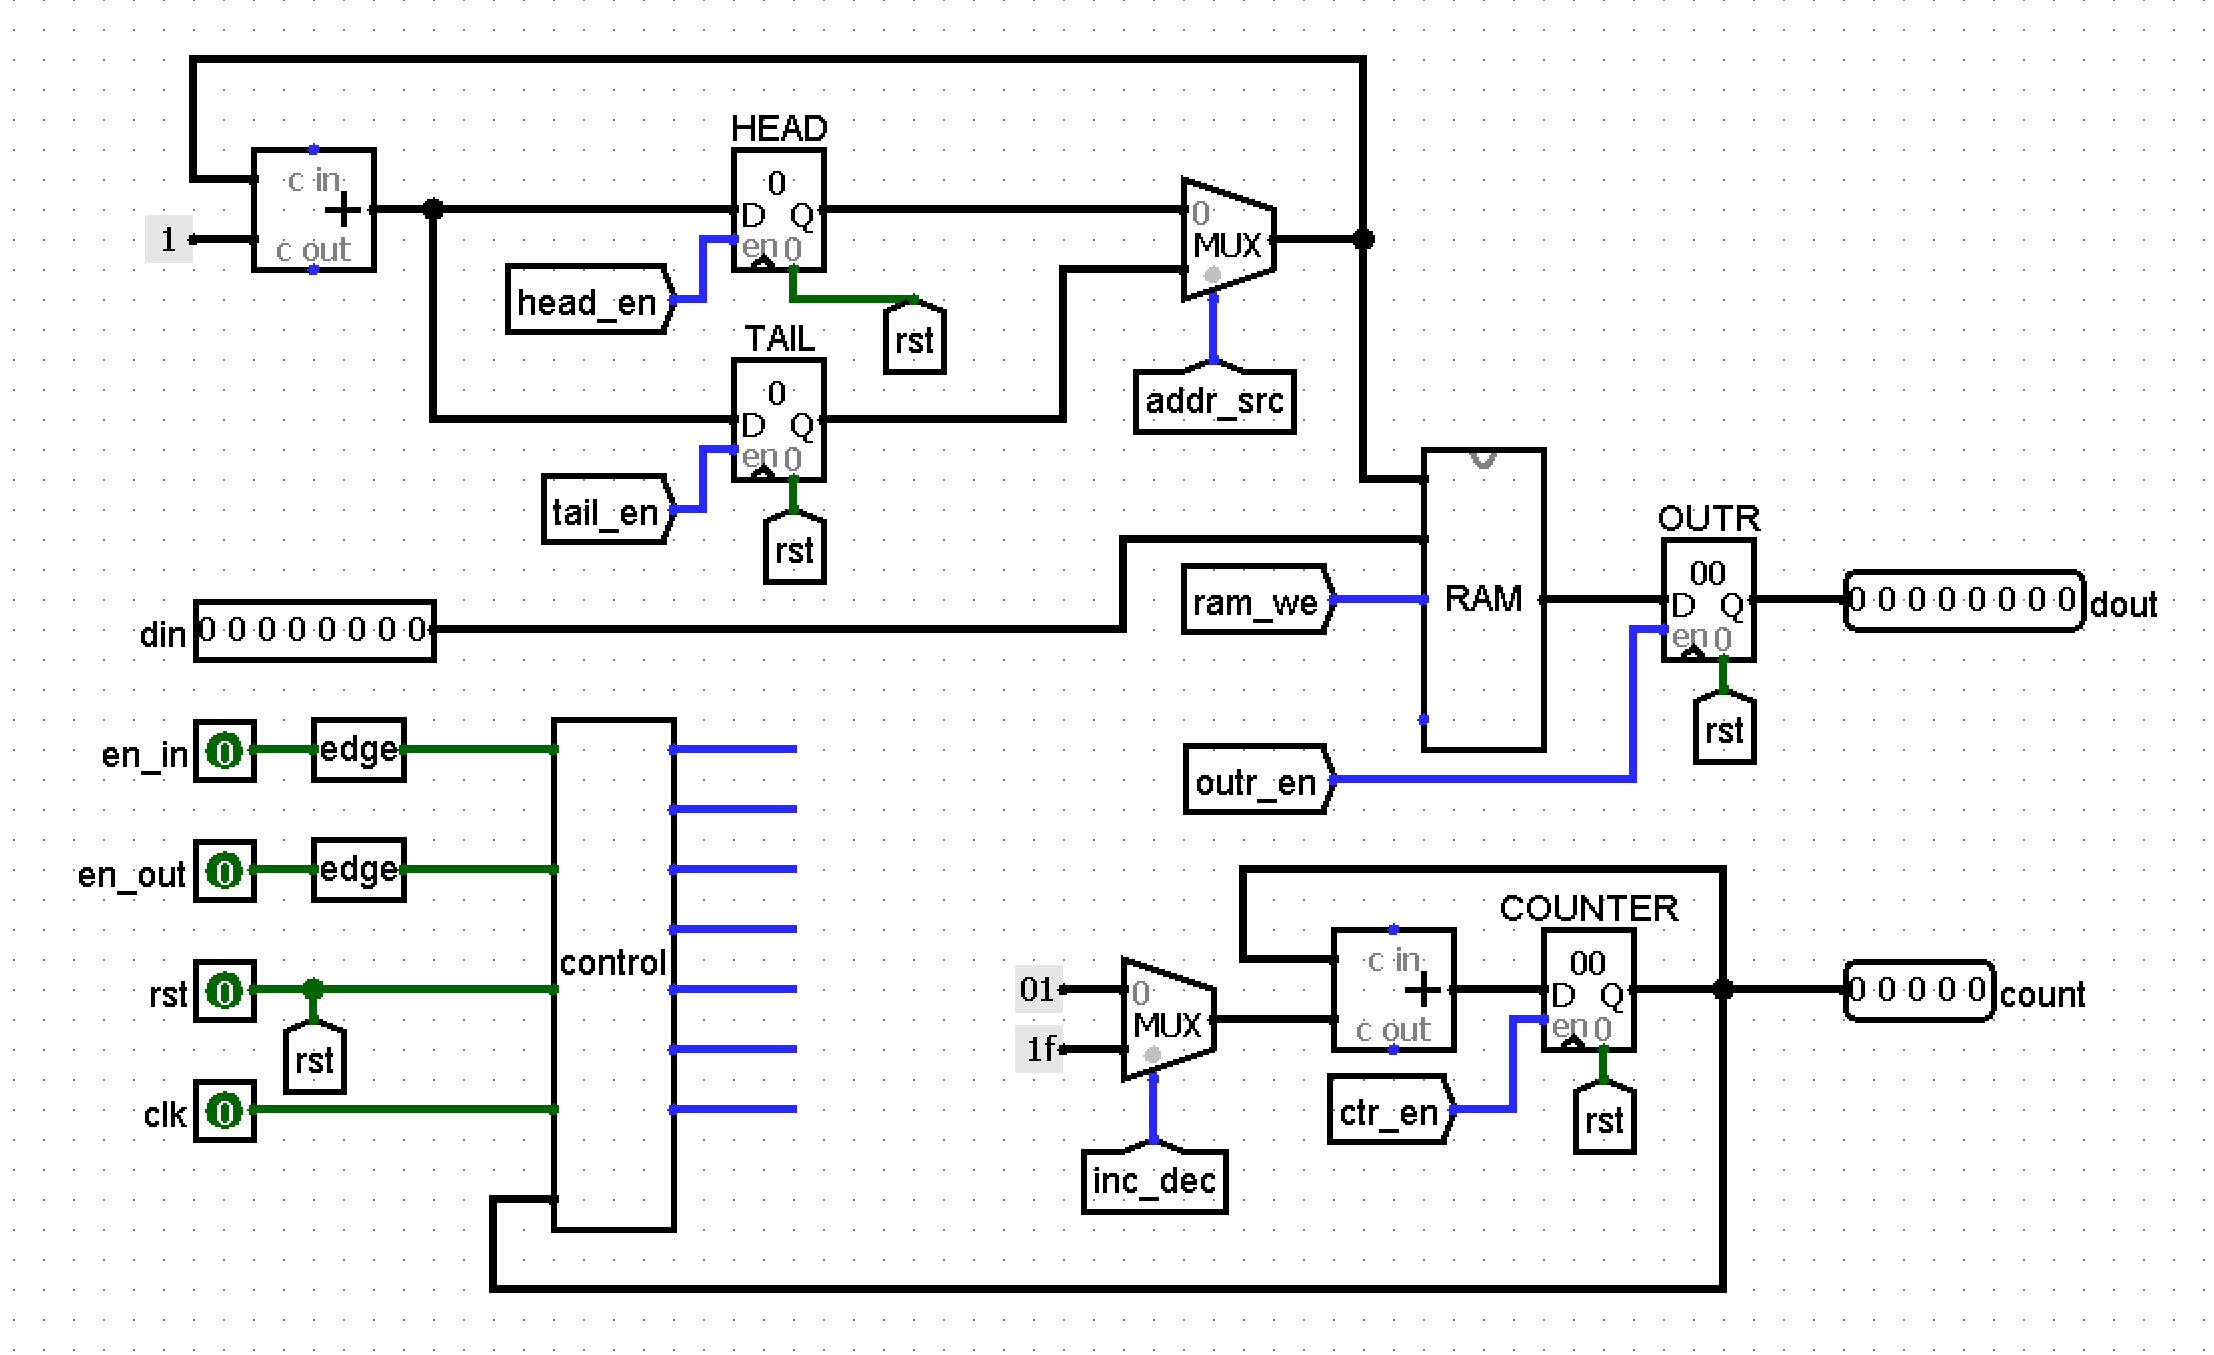 HEAD
0
D Q
en 0
c in
+
c out
1
0
MUX
head_en
rst
TAIL
0
D Q
en 0
addr_src
tail_en
rst
OUTR
00
D Q
en 0
ram_we
RAM
0 0 0 0 0 0 0 0 dout
din 0 0 0 0 0 0 0 0
rst
en_in 0 edge
outr_en
en_out 0 edge
COUNTER
control
c in
+
c out
00
D Q
en 0
rst 0
01
1f
0
MUX
0 0 0 0 0 count
rst
clk 0
ctr_en
rst
inc_dec